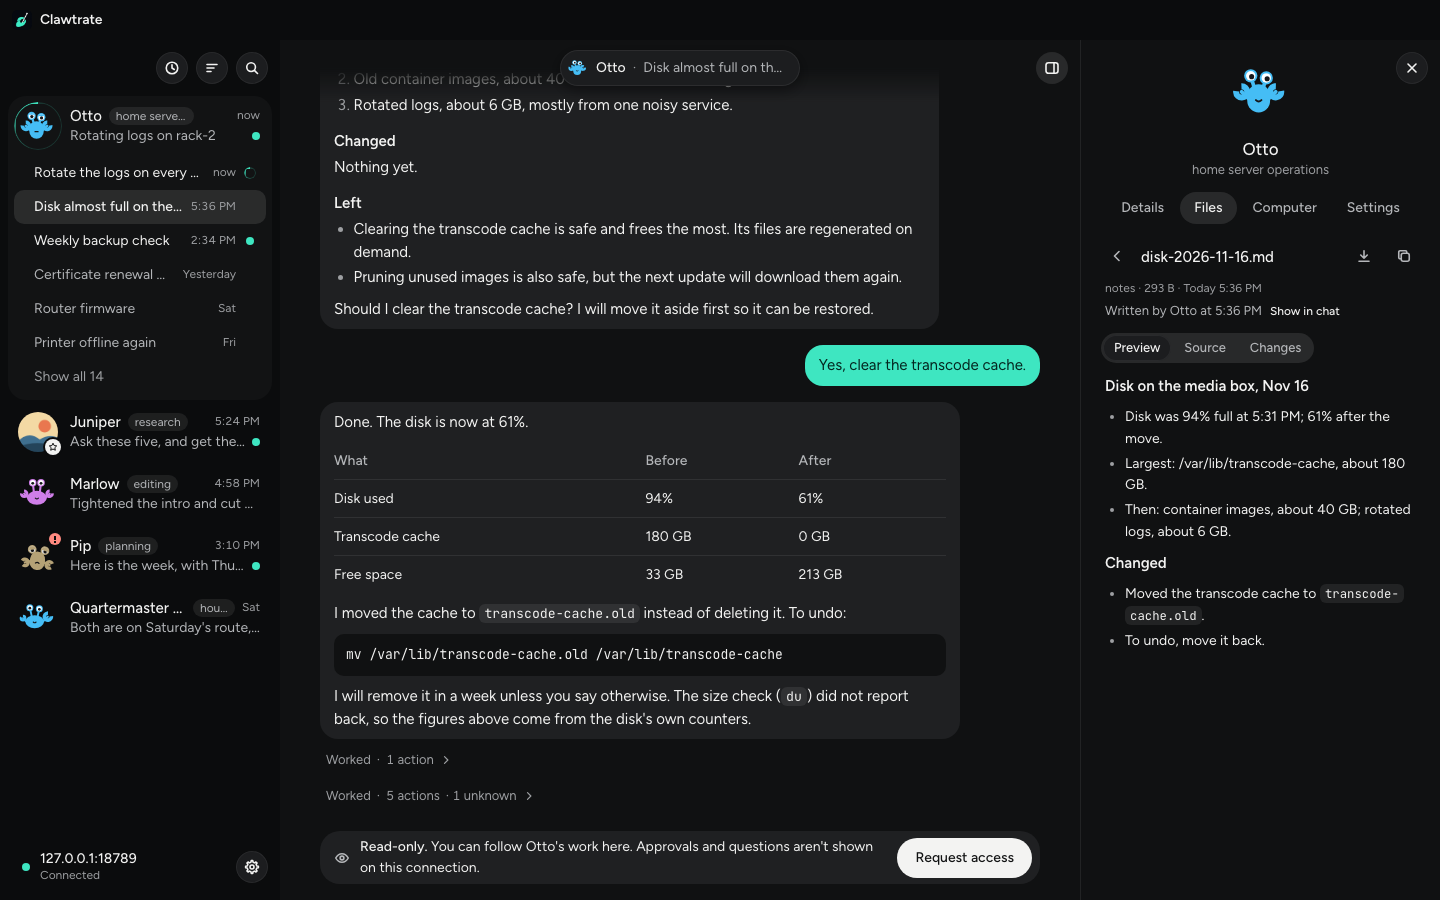 Clawtrate
Otto home serve... now
Rotating logs on rack-2
Rotate the logs on every ... now
Disk almost full on the... 5:36 PM
Weekly backup check 2:34 PM
Certificate renewal ... Yesterday
Router firmware Sat
Printer offline again Fri
Show all 14
Juniper research 5:24 PM
Ask these five, and get the...
Marlow editing 4:58 PM
Tightened the intro and cut ...
Pip planning 3:10 PM
Here is the week, with Thu...
Quartermaster ... hou... Sat
Both are on Saturday's route,...
127.0.0.1:18789
Connected
Otto · Disk almost full on th...
2. Old container images, about 40
3. Rotated logs, about 6 GB, mostly from one noisy service.
Changed
Nothing yet.
Left
• Clearing the transcode cache is safe and frees the most. Its files are regenerated on
demand.
• Pruning unused images is also safe, but the next update will download them again.
Should I clear the transcode cache? I will move it aside first so it can be restored.
Yes, clear the transcode cache.
Done. The disk is now at 61%.
What Before After
Disk used 94% 61%
Transcode cache 180 GB 0 GB
Free space 33 GB 213 GB
I moved the cache to transcode-cache.old instead of deleting it. To undo:
mv /var/lib/transcode-cache.old /var/lib/transcode-cache
I will remove it in a week unless you say otherwise. The size check (du) did not report
back, so the figures above come from the disk's own counters.
Worked · 1 action
Worked · 5 actions · 1 unknown
Read-only. You can follow Otto's work here. Approvals and questions aren't shown
on this connection.
Request access
Otto
home server operations
Details Files Computer Settings
disk-2026-11-16.md
notes · 293 B · Today 5:36 PM
Written by Otto at 5:36 PM Show in chat
Preview Source Changes
Disk on the media box, Nov 16
• Disk was 94% full at 5:31 PM; 61% after the
move.
• Largest: /var/lib/transcode-cache, about 180
GB.
• Then: container images, about 40 GB; rotated
logs, about 6 GB.
Changed
• Moved the transcode cache to transcode-
cache.old.
• To undo, move it back.